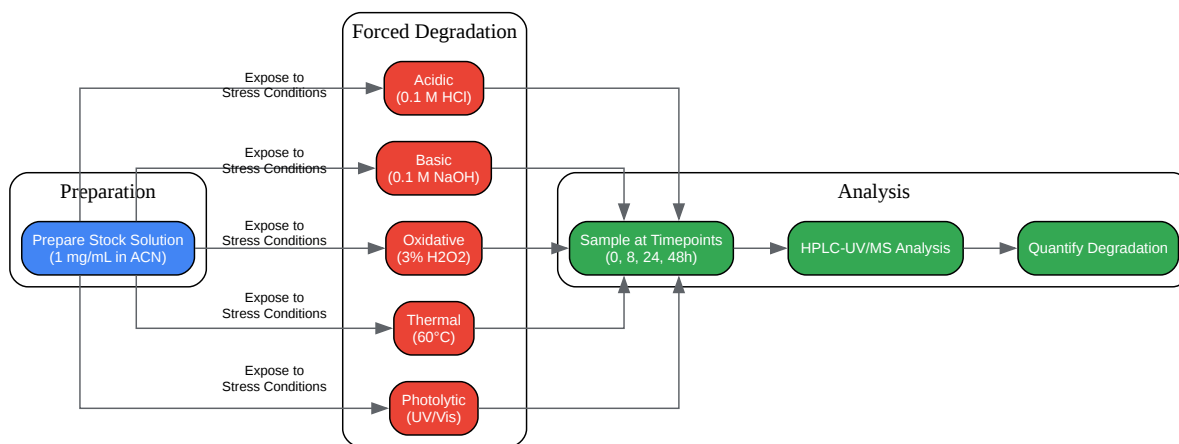 Forced Degradation
Expose to
Stress Conditions
Acidic
(0.1 M HCl)
Expose to
Stress Conditions
Basic
(0.1 M NaOH)
Preparation
Analysis
Prepare Stock Solution
(1 mg/mL in ACN)
Expose to
Stress Conditions
Oxidative
(3% H2O2)
Sample at Timepoints
(0, 8, 24, 48h)
HPLC-UV/MS Analysis
Quantify Degradation
Expose to
Stress Conditions
Thermal
(60°C)
Expose to
Stress Conditions
Photolytic
(UV/Vis)